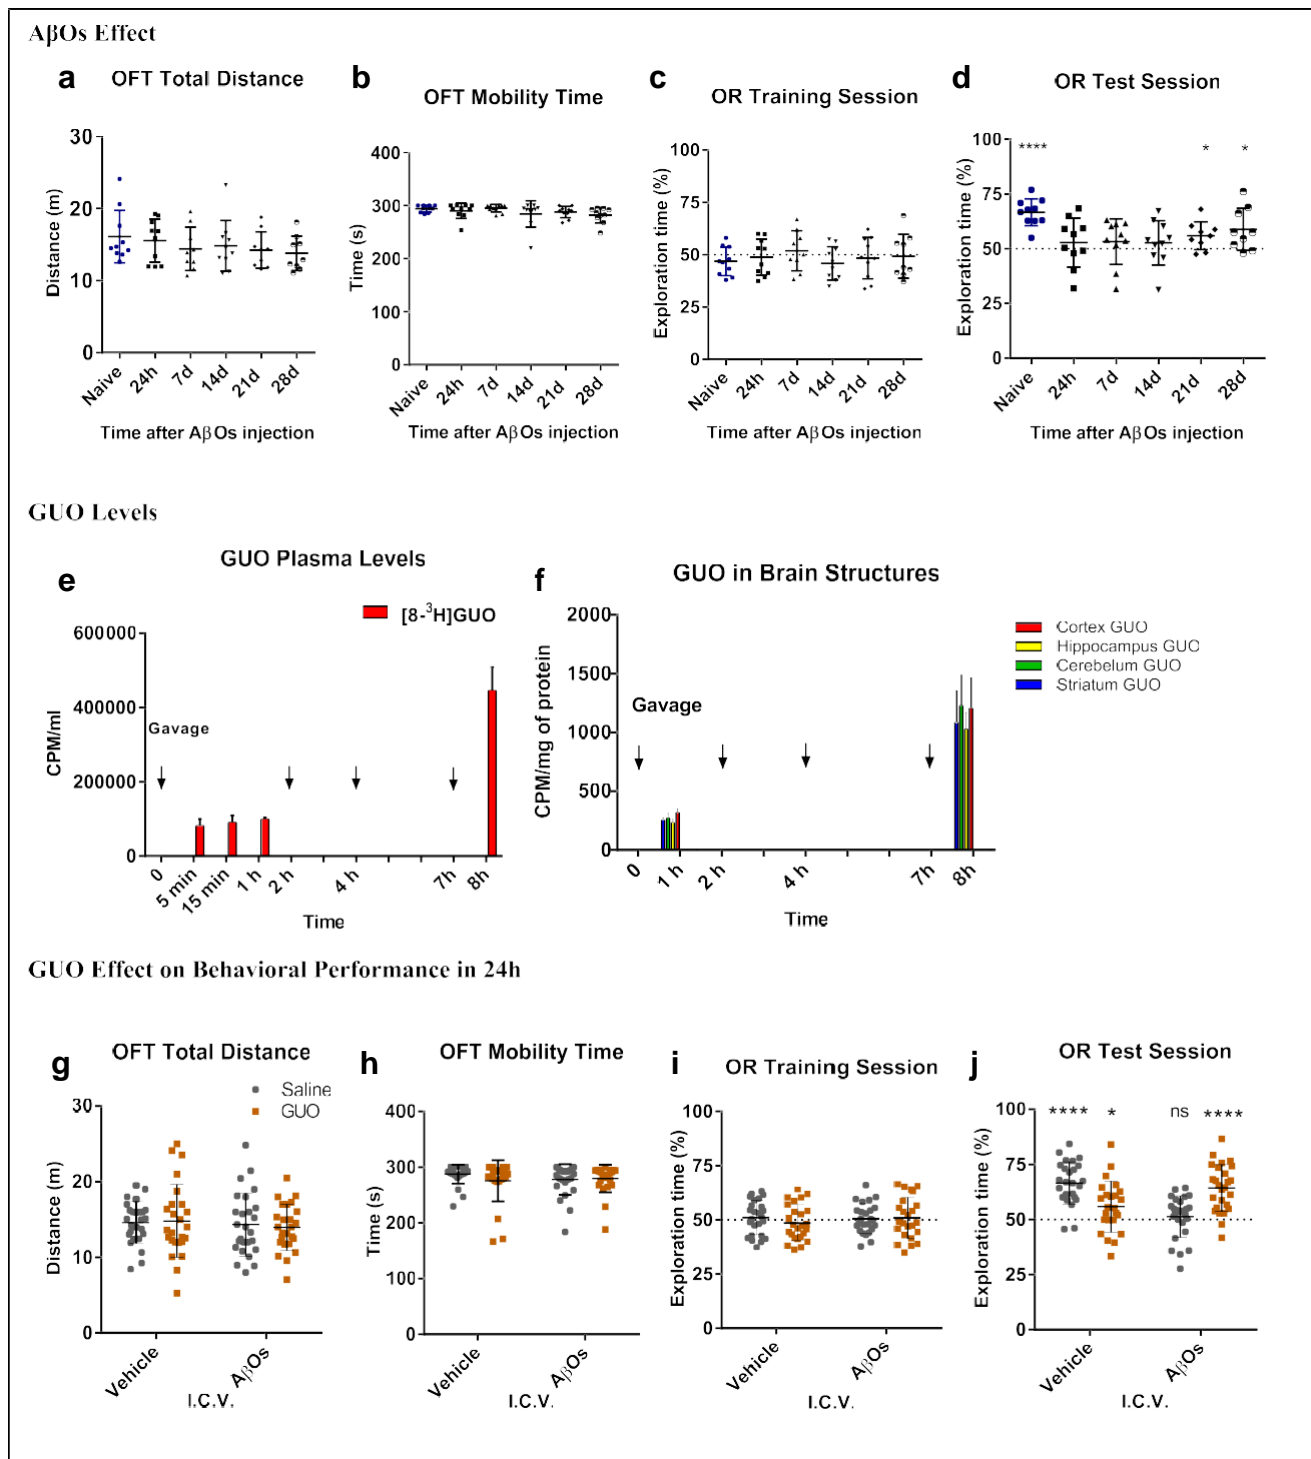 AβOs Effect
a OFT Total Distance
b OFT Mobility Time
c OR Training Session
d OR Test Session
Distance (m)
30
20
10
0
Naive 24h 7d 14d 21d 28d
Time after AβOs injection
Time (s)
400
300
200
100
0
Naive 24h 7d 14d 21d 28d
Time after AβOs injection
Exploration time (%)
100
75
50
25
0
Naive 24h 7d 14d 21d 28d
Time after AβOs injection
Exploration time (%)
100
75
50
25
0
**** * *
Naive 24h 7d 14d 21d 28d
Time after AβOs injection
GUO Levels
e GUO Plasma Levels
[8-³H]GUO
CPM/ml
600000
400000
200000
0
Gavage
0 5 min 15 min 1 h 2 h 4 h 7h 8h
Time
f GUO in Brain Structures
CPM/mg of protein
2000
1500
1000
500
0
Gavage
0 1 h 2 h 4 h 7h 8h
Time
Cortex GUO
Hippocampus GUO
Cerebelum GUO
Striatum GUO
GUO Effect on Behavioral Performance in 24h
g OFT Total Distance
Saline
GUO
Distance (m)
30
20
10
0
Vehicle AβOs
I.C.V.
h OFT Mobility Time
Time (s)
400
300
200
100
0
Vehicle AβOs
I.C.V.
i OR Training Session
Exploration time (%)
100
75
50
25
0
Vehicle AβOs
I.C.V.
j OR Test Session
Exploration time (%)
100
75
50
25
0
**** * ns ****
Vehicle AβOs
I.C.V.